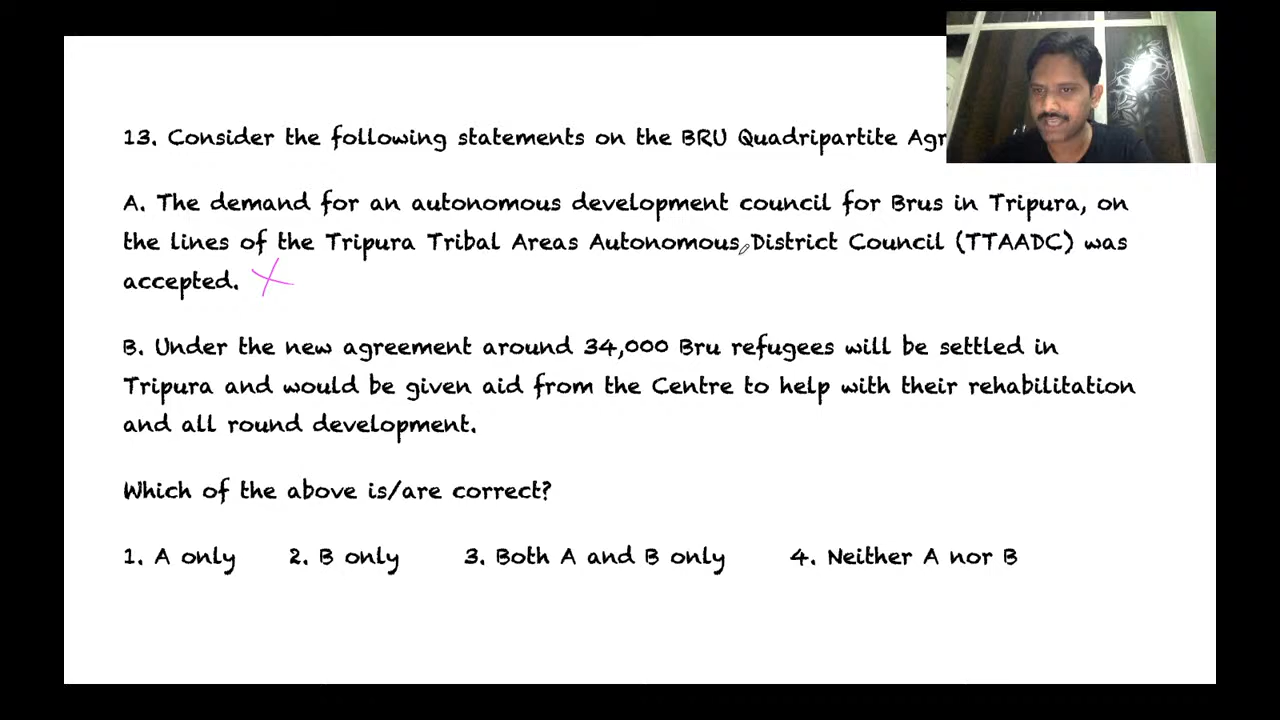 13. Consider the following statements on the BRU Quadripartite Agr
A. The demand for an autonomous development council for Brus in Tripura, on
the lines of the Tripura Tribal Areas Autonomous District Council (TTAADC) was
accepted.
B. Under the new agreement around 34,000 Bru refugees will be settled in
Tripura and would be given aid from the Centre to help with their rehabilitation
and all round development.
Which of the above is/are correct?
1. A only 2. B only 3. Both A and B only 4. Neither A nor B